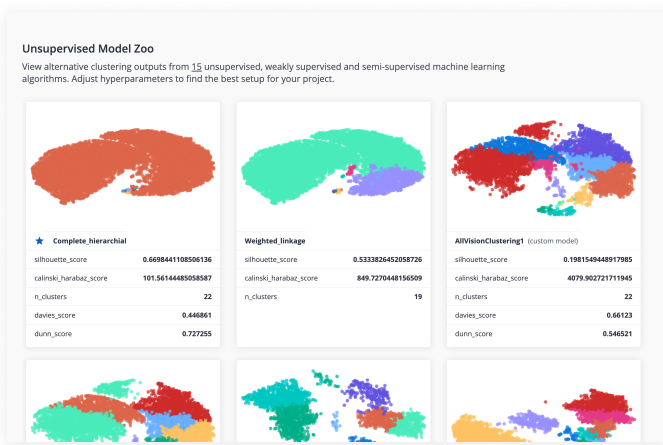 Unsupervised Model Zoo
View alternative clustering outputs from 15 unsupervised, weakly supervised and semi-supervised machine learning
algorithms. Adjust hyperparameters to find the best setup for your project.
Complete_hierarchial
silhouette_score 0.6698441108506136
calinski_harabaz_score 101.56144485058587
n_clusters 22
davies_score 0.446861
dunn_score 0.727255
Weighted_linkage
silhouette_score 0.5333826452058726
calinski_harabaz_score 849.7270448156509
n_clusters 19
AllVisionClustering1 (custom model)
silhouette_score 0.1981549448917985
calinski_harabaz_score 4079.902721711945
n_clusters 22
davies_score 0.66123
dunn_score 0.546521